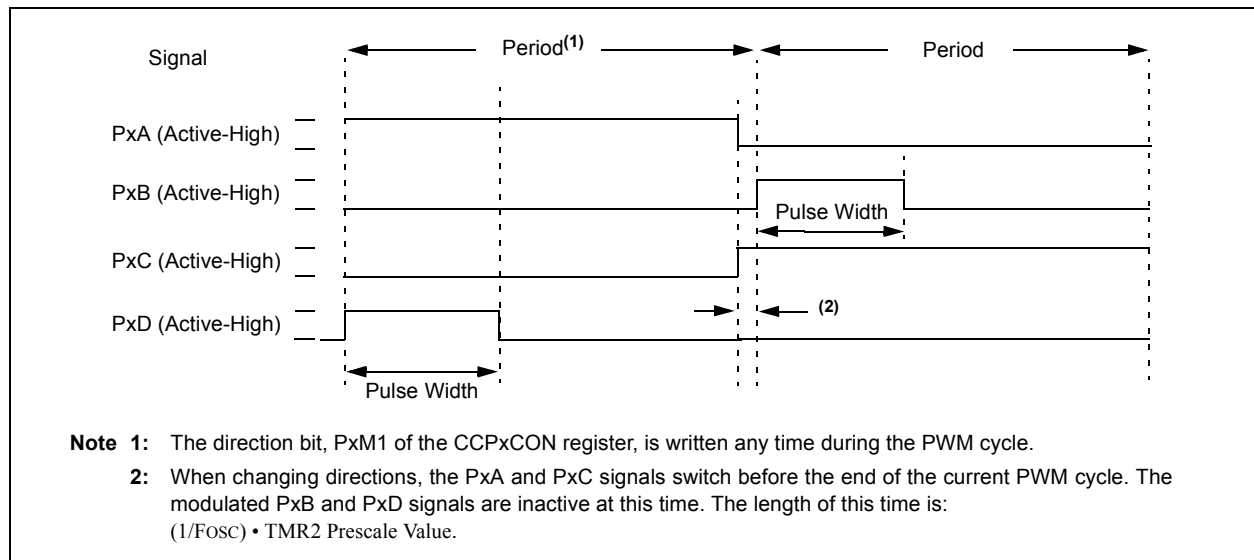 Signal
Period(1)
Period
PxA (Active-High)
PxB (Active-High)
Pulse Width
PxC (Active-High)
(2)
PxD (Active-High)
Pulse Width
Note 1: The direction bit, PxM1 of the CCPxCON register, is written any time during the PWM cycle.
2: When changing directions, the PxA and PxC signals switch before the end of the current PWM cycle. The
modulated PxB and PxD signals are inactive at this time. The length of this time is:
(1/FOSC) • TMR2 Prescale Value.